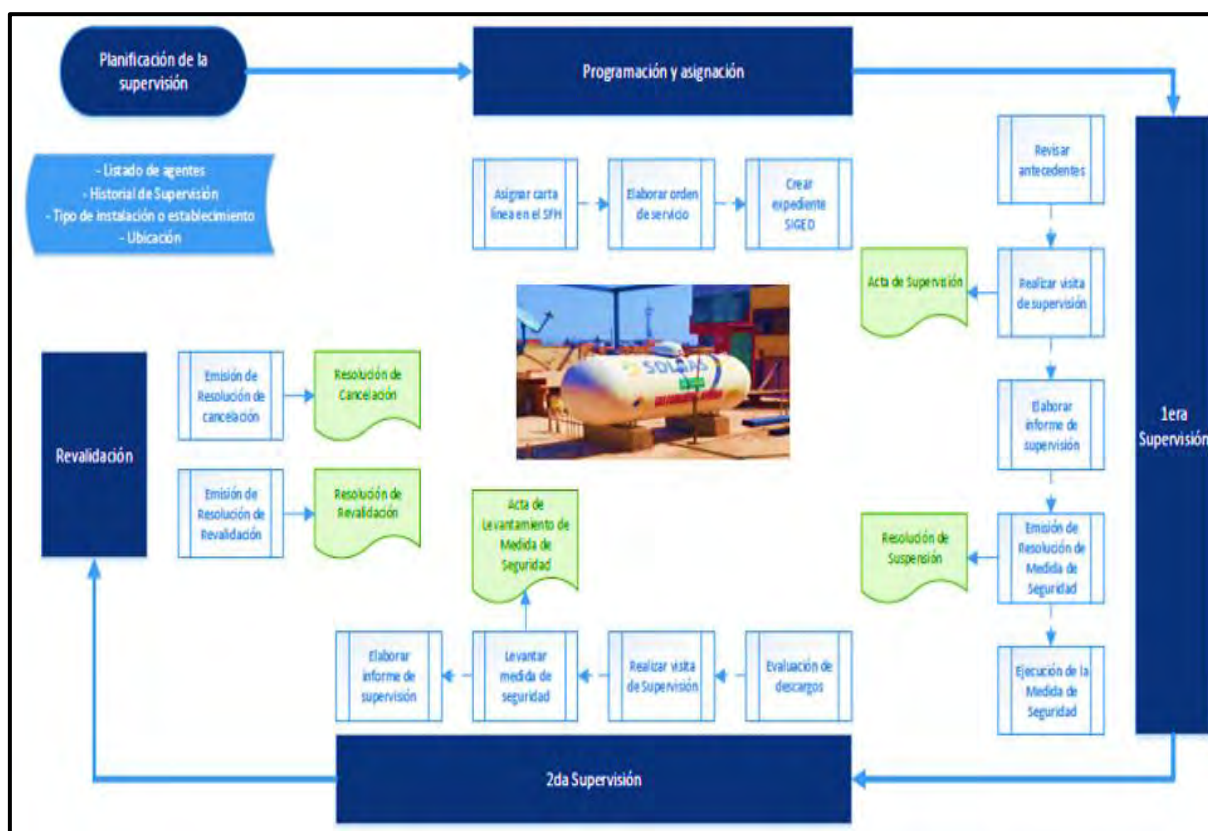 Planificación de la
supervisión
Programación y asignación
- Listado de agentes
- Historial de Supervisión
- Tipo de instalación o establecimiento
- Ubicación
Asignar carta
línea en el SFH
Elaborar orden
de servicio
Crear
expediente
SIGED
Revisar
antecedentes
Acta de Supervisión
Realizar visita
de supervisión
Elaborar
informe de
supervisión
1era
Supervisión
Resolución de
Suspensión
Emisión de
Resolución de
Medida de
Seguridad
Ejecución de la
Medida de
Seguridad
SOLGAS
Revalidación
Emisión de
Resolución de
cancelación
Resolución de
Cancelación
Emisión de
Resolución de
Revalidación
Resolución de
Revalidación
Acta de
Levantamiento de
Medida de
Seguridad
Elaborar
informe de
supervisión
Levantar
medida de
seguridad
Realizar visita
de Supervisión
Evaluación de
descargos
2da Supervisión